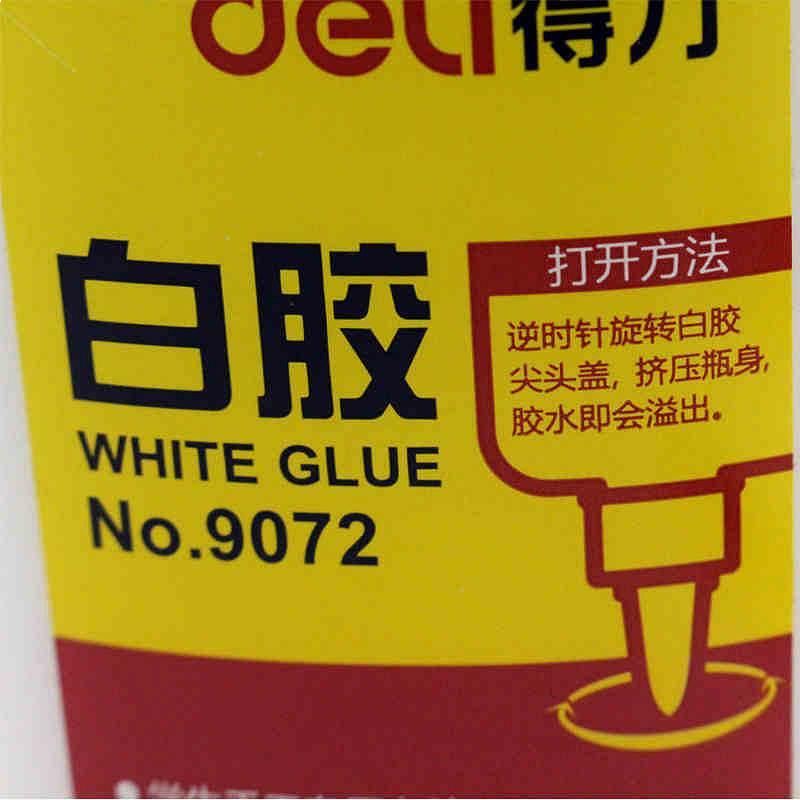 deli得力
白胶
WHITE GLUE
No.9072
打开方法
逆时针旋转白胶
尖头盖,挤压瓶身,
胶水即会溢出。